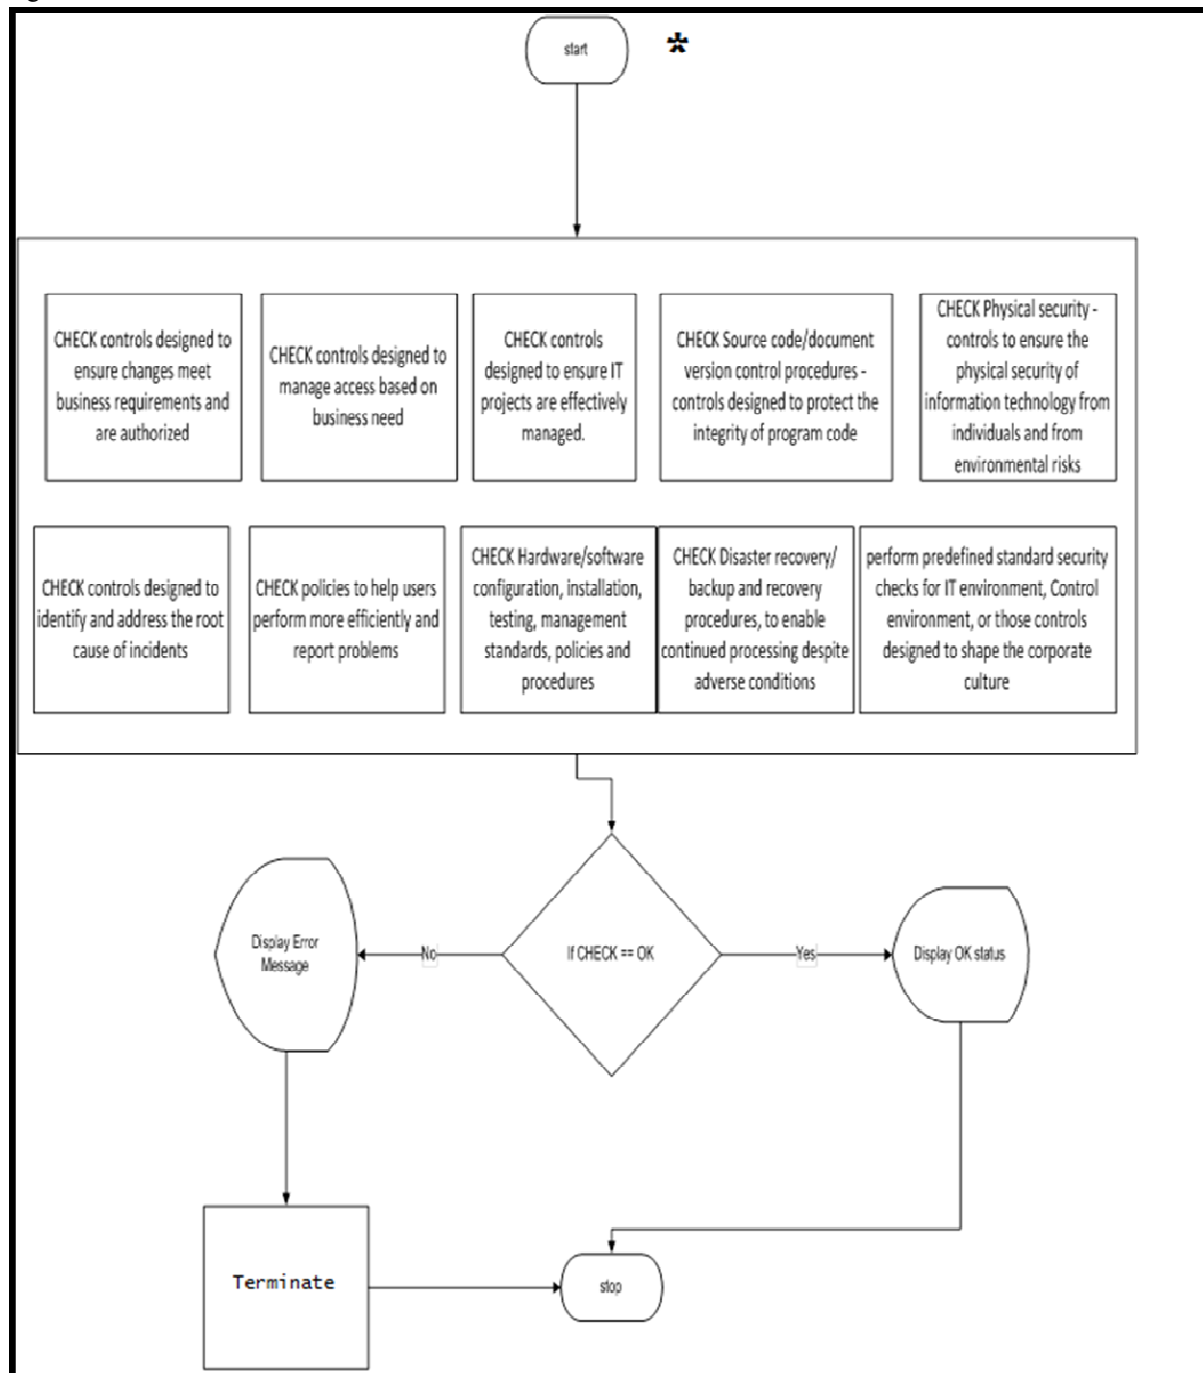 start
*
CHECK controls designed to
ensure changes meet
business requirements and
are authorized
CHECK controls designed to
manage access based on
business need
CHECK controls
designed to ensure IT
projects are effectively
managed.
CHECK Source code/document
version control procedures -
controls designed to protect the
integrity of program code
CHECK Physical security -
controls to ensure the
physical security of
information technology from
individuals and from
environmental risks
CHECK controls designed to
identify and address the root
cause of incidents
CHECK policies to help users
perform more efficiently and
report problems
CHECK Hardware/software
configuration, installation,
testing, management
standards, policies and
procedures
CHECK Disaster recovery/
backup and recovery
procedures, to enable
continued processing despite
adverse conditions
perform predefined standard security
checks for IT environment, Control
environment, or those controls
designed to shape the corporate
culture
Display Error
Message
No
If CHECK == OK
Yes
Display OK status
Terminate
stop